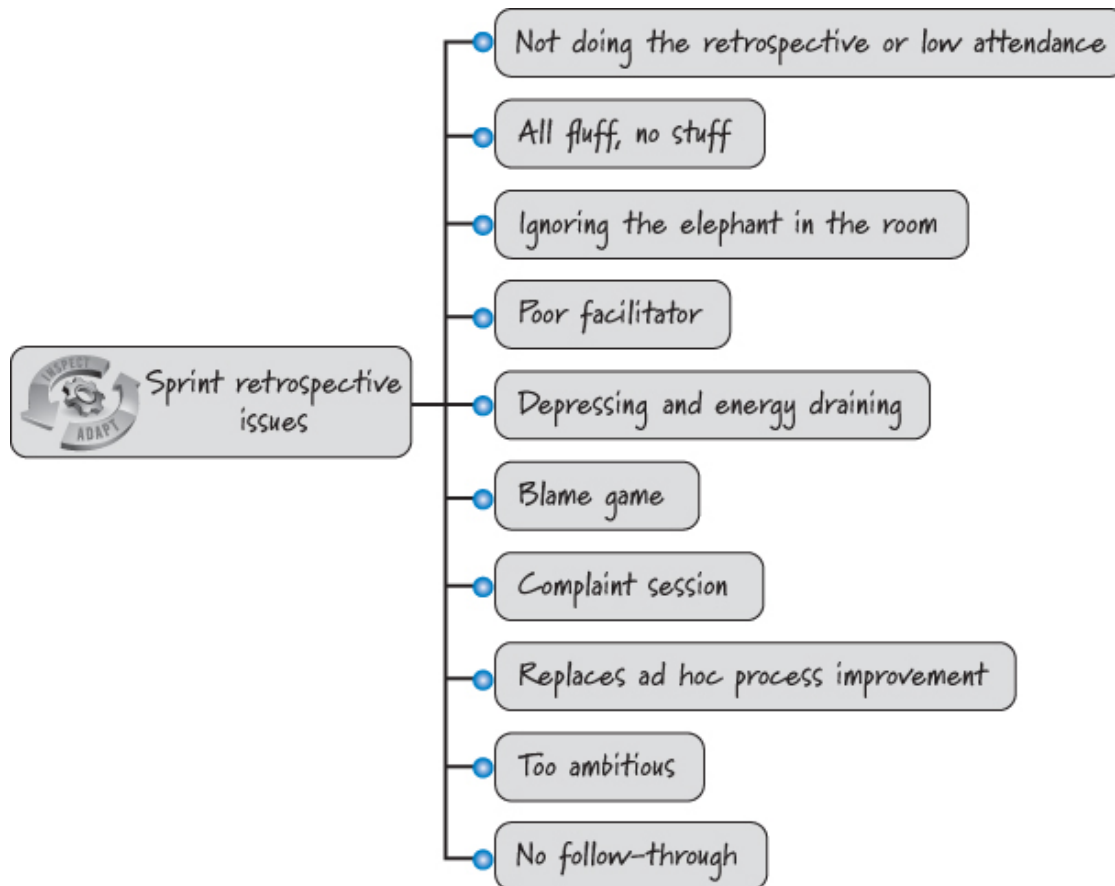 Not doing the retrospective or low attendance
All fluff, no stuff
Ignoring the elephant in the room
Poor facilitator
INSPECT
ADAPT
Sprint retrospective
issues
Depressing and energy draining
Blame game
Complaint session
Replaces ad hoc process improvement
Too ambitious
No follow-through